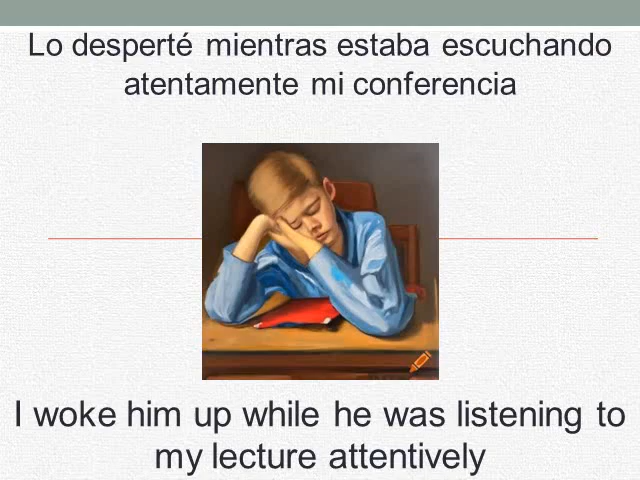 Lo desperté mientras estaba escuchando
atentamente mi conferencia
I woke him up while he was listening to
my lecture attentively